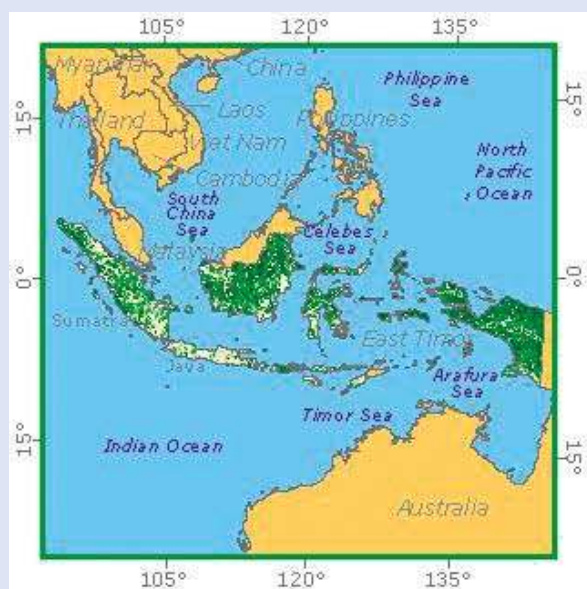 105° 120° 135°
Myanmar China
Philippine
Sea
15° 15°
Laos
Thailand Philippines
Viet Nam
North
Pacific
Ocean
Cambodia
South
China
Sea
Celebes
Sea
Malaysia
0° 0°
Sumatra
East Timor
Java
Arafura
Sea
Timor Sea
15° 15°
Indian Ocean
Australia
105° 120° 135°